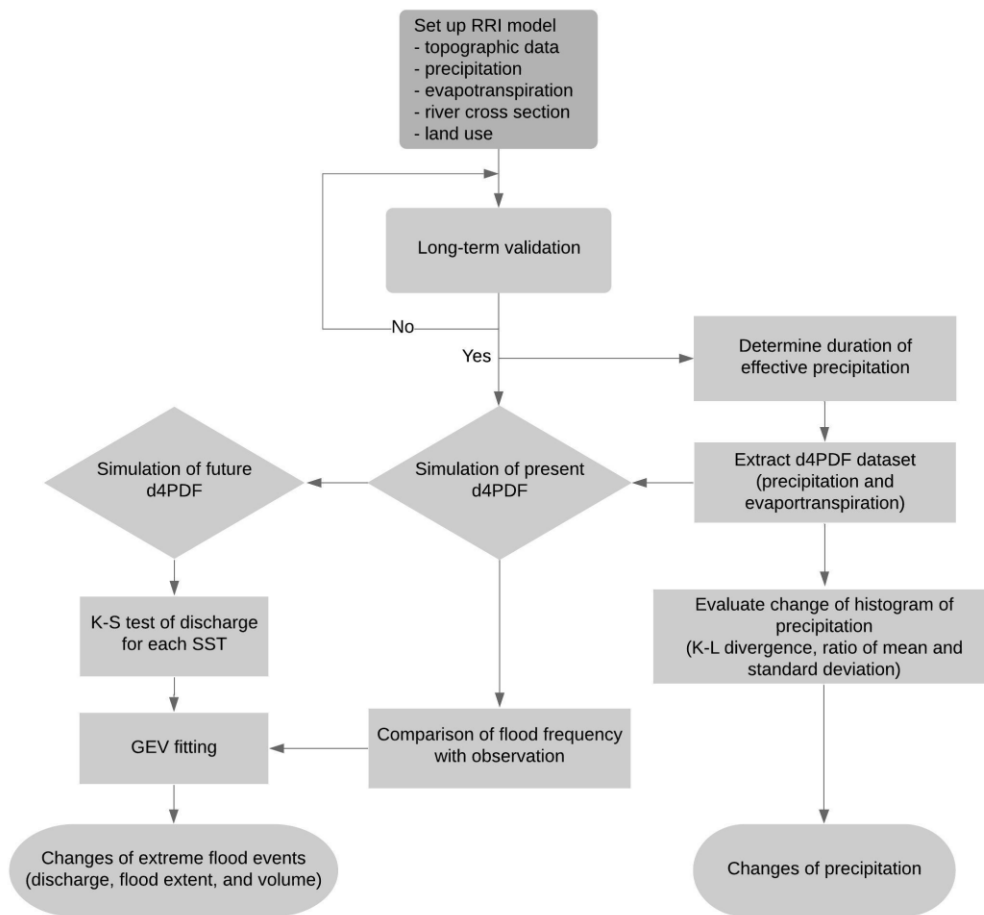 Set up RRI model
- topographic data
- precipitation
- evapotranspiration
- river cross section
- land use
Long-term validation
No
Yes
Determine duration of
effective precipitation
Simulation of future
d4PDF
Simulation of present
d4PDF
Extract d4PDF dataset
(precipitation and
evaportranspiration)
K-S test of discharge
for each SST
Evaluate change of histogram of
precipitation
(K-L divergence, ratio of mean and
standard deviation)
GEV fitting
Comparison of flood frequency
with observation
Changes of extreme flood events
(discharge, flood extent, and volume)
Changes of precipitation